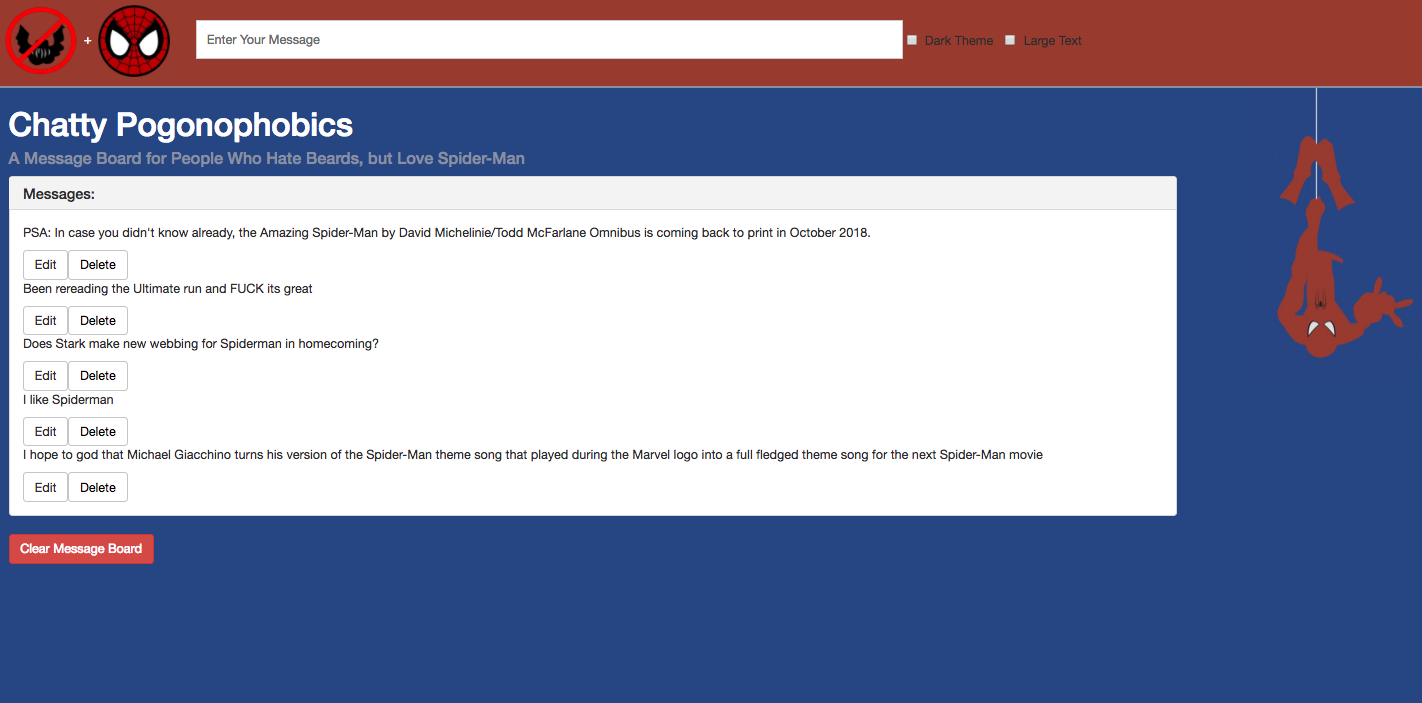 +
Enter Your Message
Dark Theme
Large Text
Chatty Pogonophobics
A Message Board for People Who Hate Beards, but Love Spider-Man
Messages:
PSA: In case you didn't know already, the Amazing Spider-Man by David Michelinie/Todd McFarlane Omnibus is coming back to print in October 2018.
Edit Delete
Been rereading the Ultimate run and FUCK its great
Edit Delete
Does Stark make new webbing for Spiderman in homecoming?
Edit Delete
I like Spiderman
Edit Delete
I hope to god that Michael Giacchino turns his version of the Spider-Man theme song that played during the Marvel logo into a full fledged theme song for the next Spider-Man movie
Edit Delete
Clear Message Board